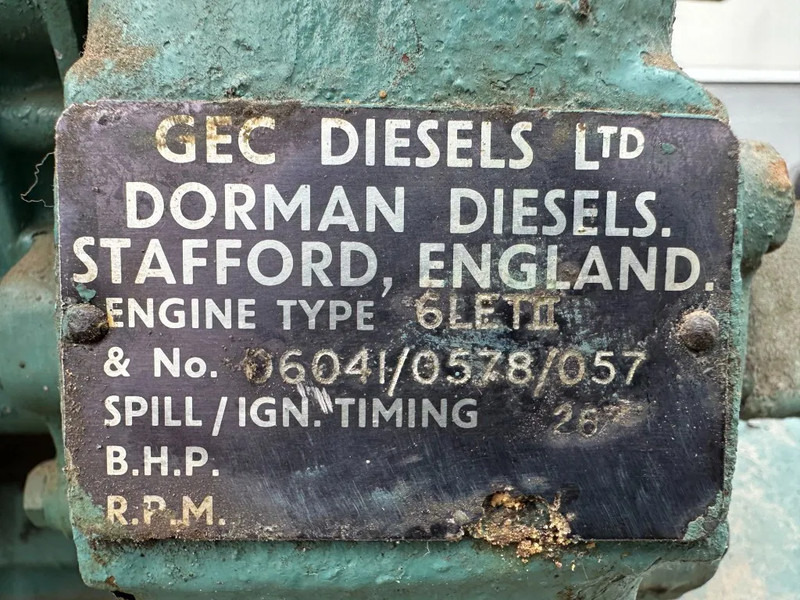 GEC DIESELS LTD
DORMAN DIESELS.
STAFFORD, ENGLAND.
ENGINE TYPE 6LETII
& No. 06041/0578/057
SPILL/IGN. TIMING 28°
B.H.P.
R.P.M.